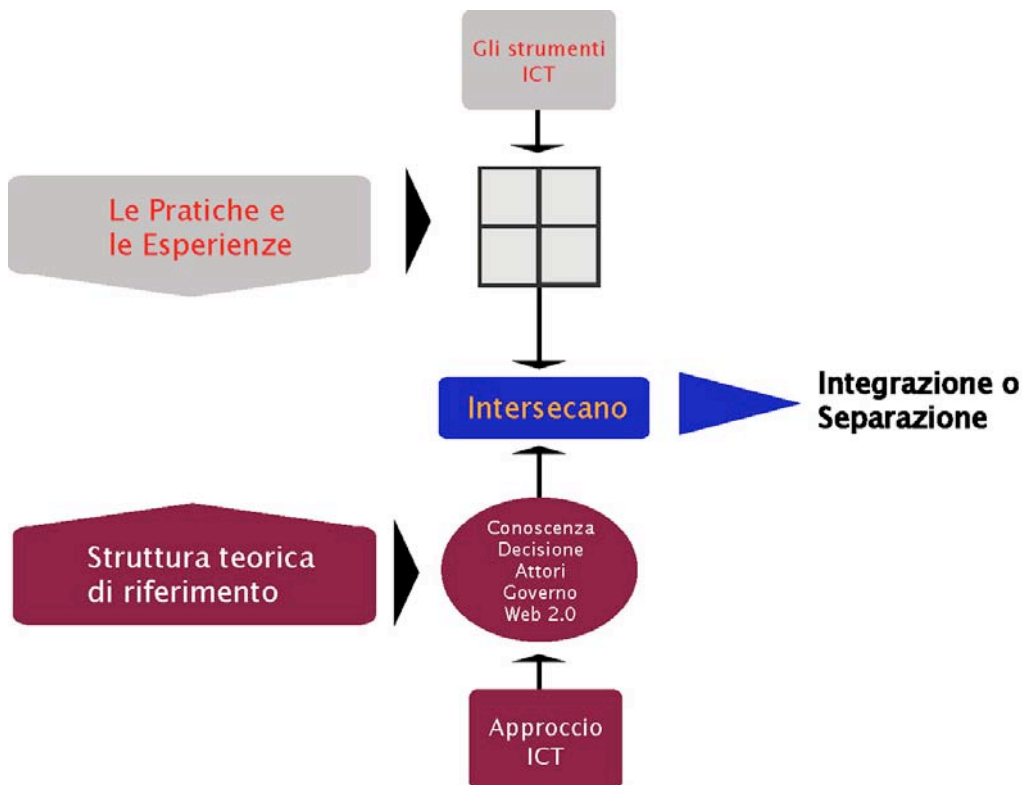 Gli strumenti
ICT
Le Pratiche e
le Esperienze
Intersecano
Integrazione o
Separazione
Struttura teorica
di riferimento
Conoscenza
Decisione
Attori
Governo
Web 2.0
Approccio
ICT